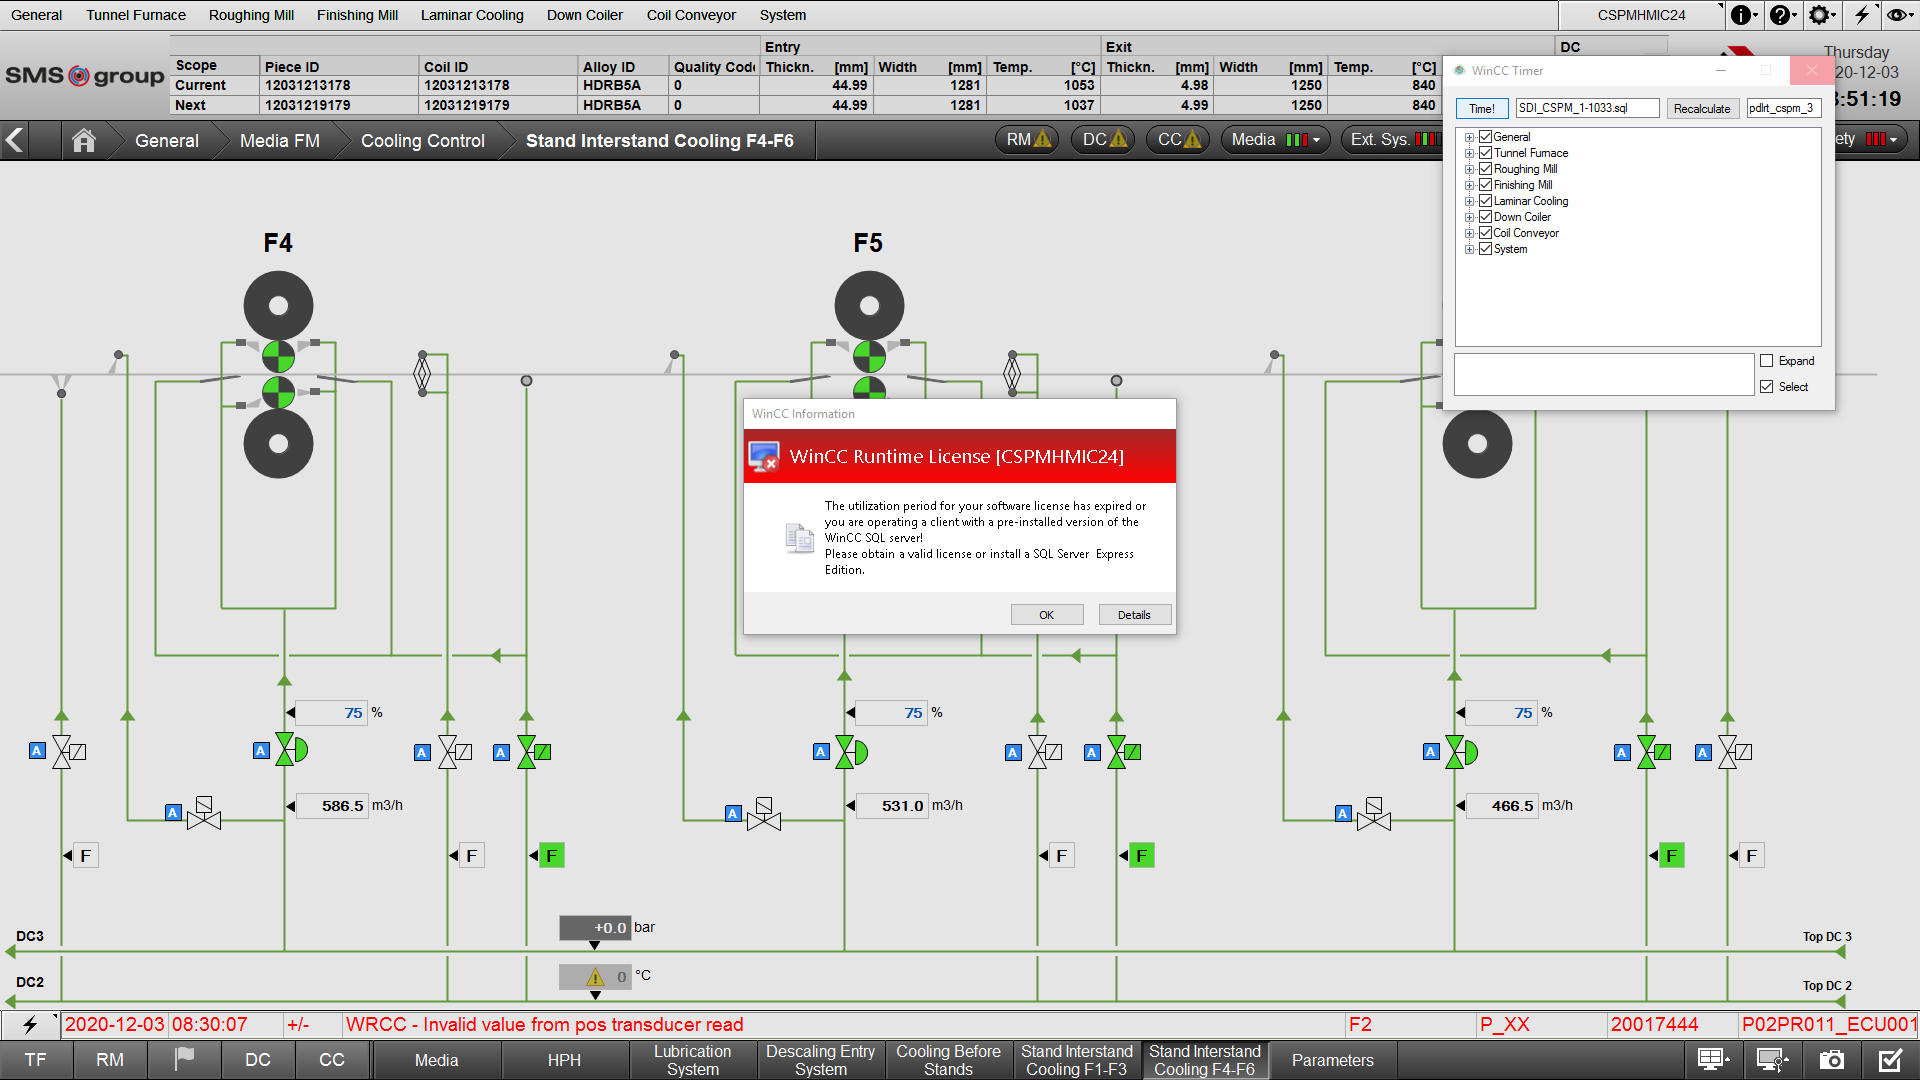 General Tunnel Furnace Roughing Mill Finishing Mill Laminar Cooling Down Coiler Coil Conveyor System CSPMHMIC24
SMS group
Entry Exit DC
Scope Piece ID Coil ID Alloy ID Quality Code Thickn. [mm] Width [mm] Temp. [°C] Thickn. [mm] Width [mm] Temp. [°C]
Current 12031213178 12031213178 HDRB5A 0 44.99 1281 1053 4.98 1250 840
Next 12031219179 12031219179 HDRB5A 0 44.99 1281 1037 4.99 1250 840
Thursday
20-12-03
:51:19
General Media FM Cooling Control Stand Interstand Cooling F4-F6 RM DC CC Media Ext. Sys. ety
WinCC Timer
Time! SDI_CSPM_1-1033.sql Recalculate pdlrt_cspm_3
General
Tunnel Furnace
Roughing Mill
Finishing Mill
Laminar Cooling
Down Coiler
Coil Conveyor
System
Expand
Select
F4 F5
WinCC Information
WinCC Runtime License [CSPMHMIC24]
The utilization period for your software license has expired or
you are operating a client with a pre-installed version of the
WinCC SQL server!
Please obtain a valid license or install a SQL Server Express
Edition.
OK Details
75 % 75 % 75 %
A A A A A A A A A A
A 586.5 m3/h A 531.0 m3/h A 466.5 m3/h
F F F F F F F
+0.0 bar
DC3 Top DC 3
0 °C
DC2 Top DC 2
2020-12-03 08:30:07 +/- WRCC - Invalid value from pos transducer read F2 P_XX 20017444 P02PR011_ECU001
TF RM DC CC Media HPH Lubrication System Descaling Entry System Cooling Before Stands Stand Interstand Cooling F1-F3 Stand Interstand Cooling F4-F6 Parameters